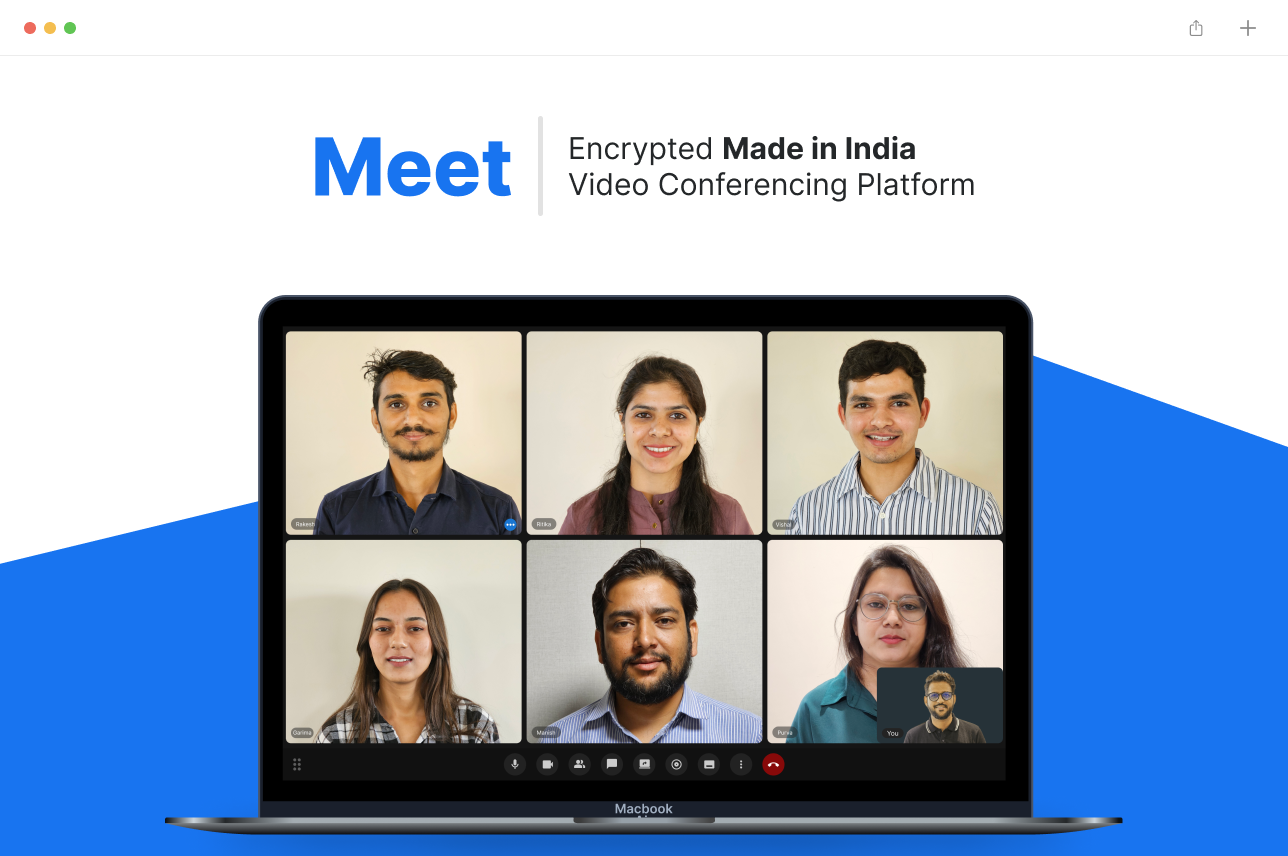 Meet
Encrypted Made in India
Video Conferencing Platform
Rakesh
Ritika
Vishal
Garima
Manish
Purva
You
Macbook